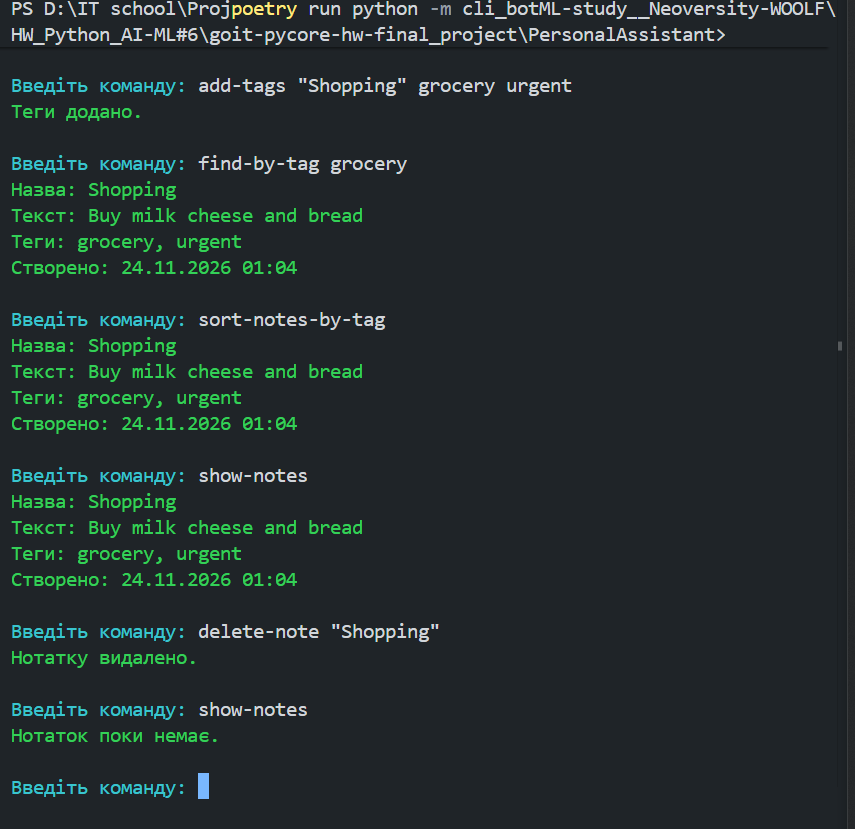 PS D:\IT school\Projpoetry run python -m cli_botML-study__Neoversity-WOOLF\
HW_Python_AI-ML#6\goit-pycore-hw-final_project\PersonalAssistant>
Введіть команду: add-tags "Shopping" grocery urgent
Теги додано.
Введіть команду: find-by-tag grocery
Назва: Shopping
Текст: Buy milk cheese and bread
Теги: grocery, urgent
Створено: 24.11.2026 01:04
Введіть команду: sort-notes-by-tag
Назва: Shopping
Текст: Buy milk cheese and bread
Теги: grocery, urgent
Створено: 24.11.2026 01:04
Введіть команду: show-notes
Назва: Shopping
Текст: Buy milk cheese and bread
Теги: grocery, urgent
Створено: 24.11.2026 01:04
Введіть команду: delete-note "Shopping"
Нотатку видалено.
Введіть команду: show-notes
Нотаток поки немає.
Введіть команду: